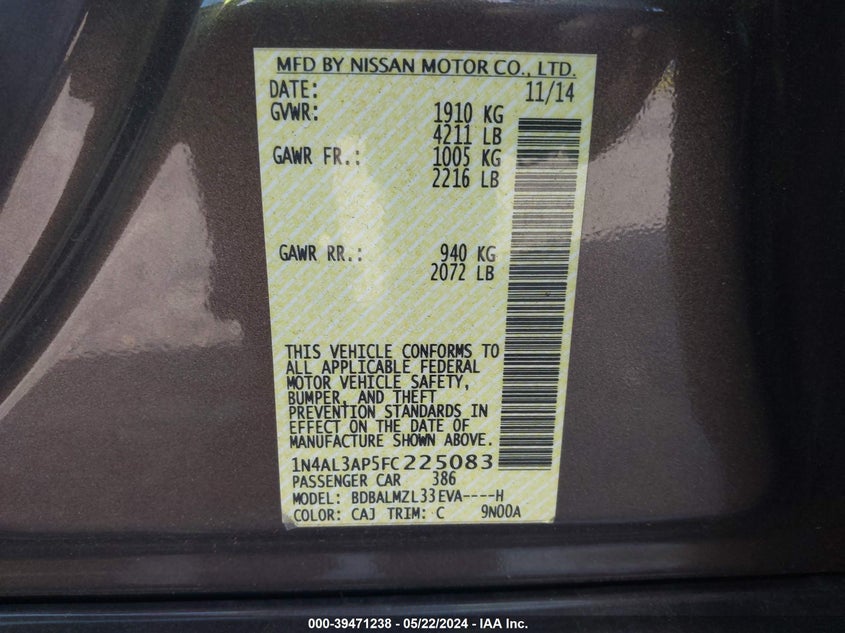 MFD BY NISSAN MOTOR CO., LTD.
DATE: 11/14
GVWR: 1910 KG
4211 LB
GAWR FR.: 1005 KG
2216 LB
GAWR RR.: 940 KG
2072 LB
THIS VEHICLE CONFORMS TO
ALL APPLICABLE FEDERAL
MOTOR VEHICLE SAFETY,
BUMPER, AND THEFT
PREVENTION STANDARDS IN
EFFECT ON THE DATE OF
MANUFACTURE SHOWN ABOVE.
1N4AL3AP5FC225083
PASSENGER CAR 386
MODEL: BDBALMZL33EVA----H
COLOR: CAJ TRIM: C 9N00A
000-39471238 - 05/22/2024 - IAA Inc.